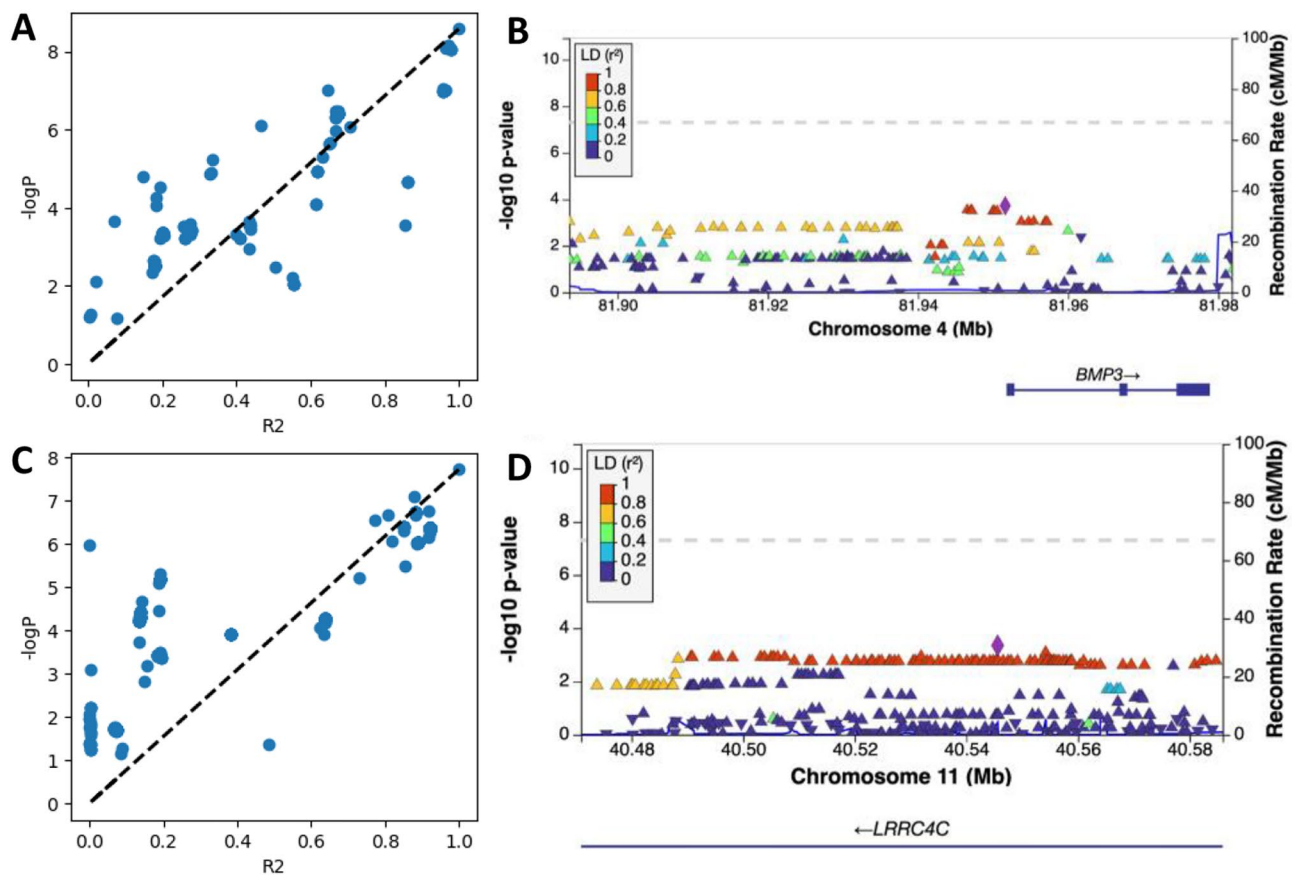 A
-logP
8
6
4
2
0
0.0 0.2 0.4 0.6 0.8 1.0
R2
B
LD (r²)
1
0.8
0.6
0.4
0.2
0
-log10 p-value
10
8
6
4
2
0
100
80
60
40
20
0
Recombination Rate (cM/Mb)
81.90 81.92 81.94 81.96 81.98
Chromosome 4 (Mb)
BMP3→
C
-logP
8
7
6
5
4
3
2
1
0
0.0 0.2 0.4 0.6 0.8 1.0
R2
D
LD (r²)
1
0.8
0.6
0.4
0.2
0
-log10 p-value
10
8
6
4
2
0
100
80
60
40
20
0
Recombination Rate (cM/Mb)
40.48 40.50 40.52 40.54 40.56 40.58
Chromosome 11 (Mb)
←LRRC4C